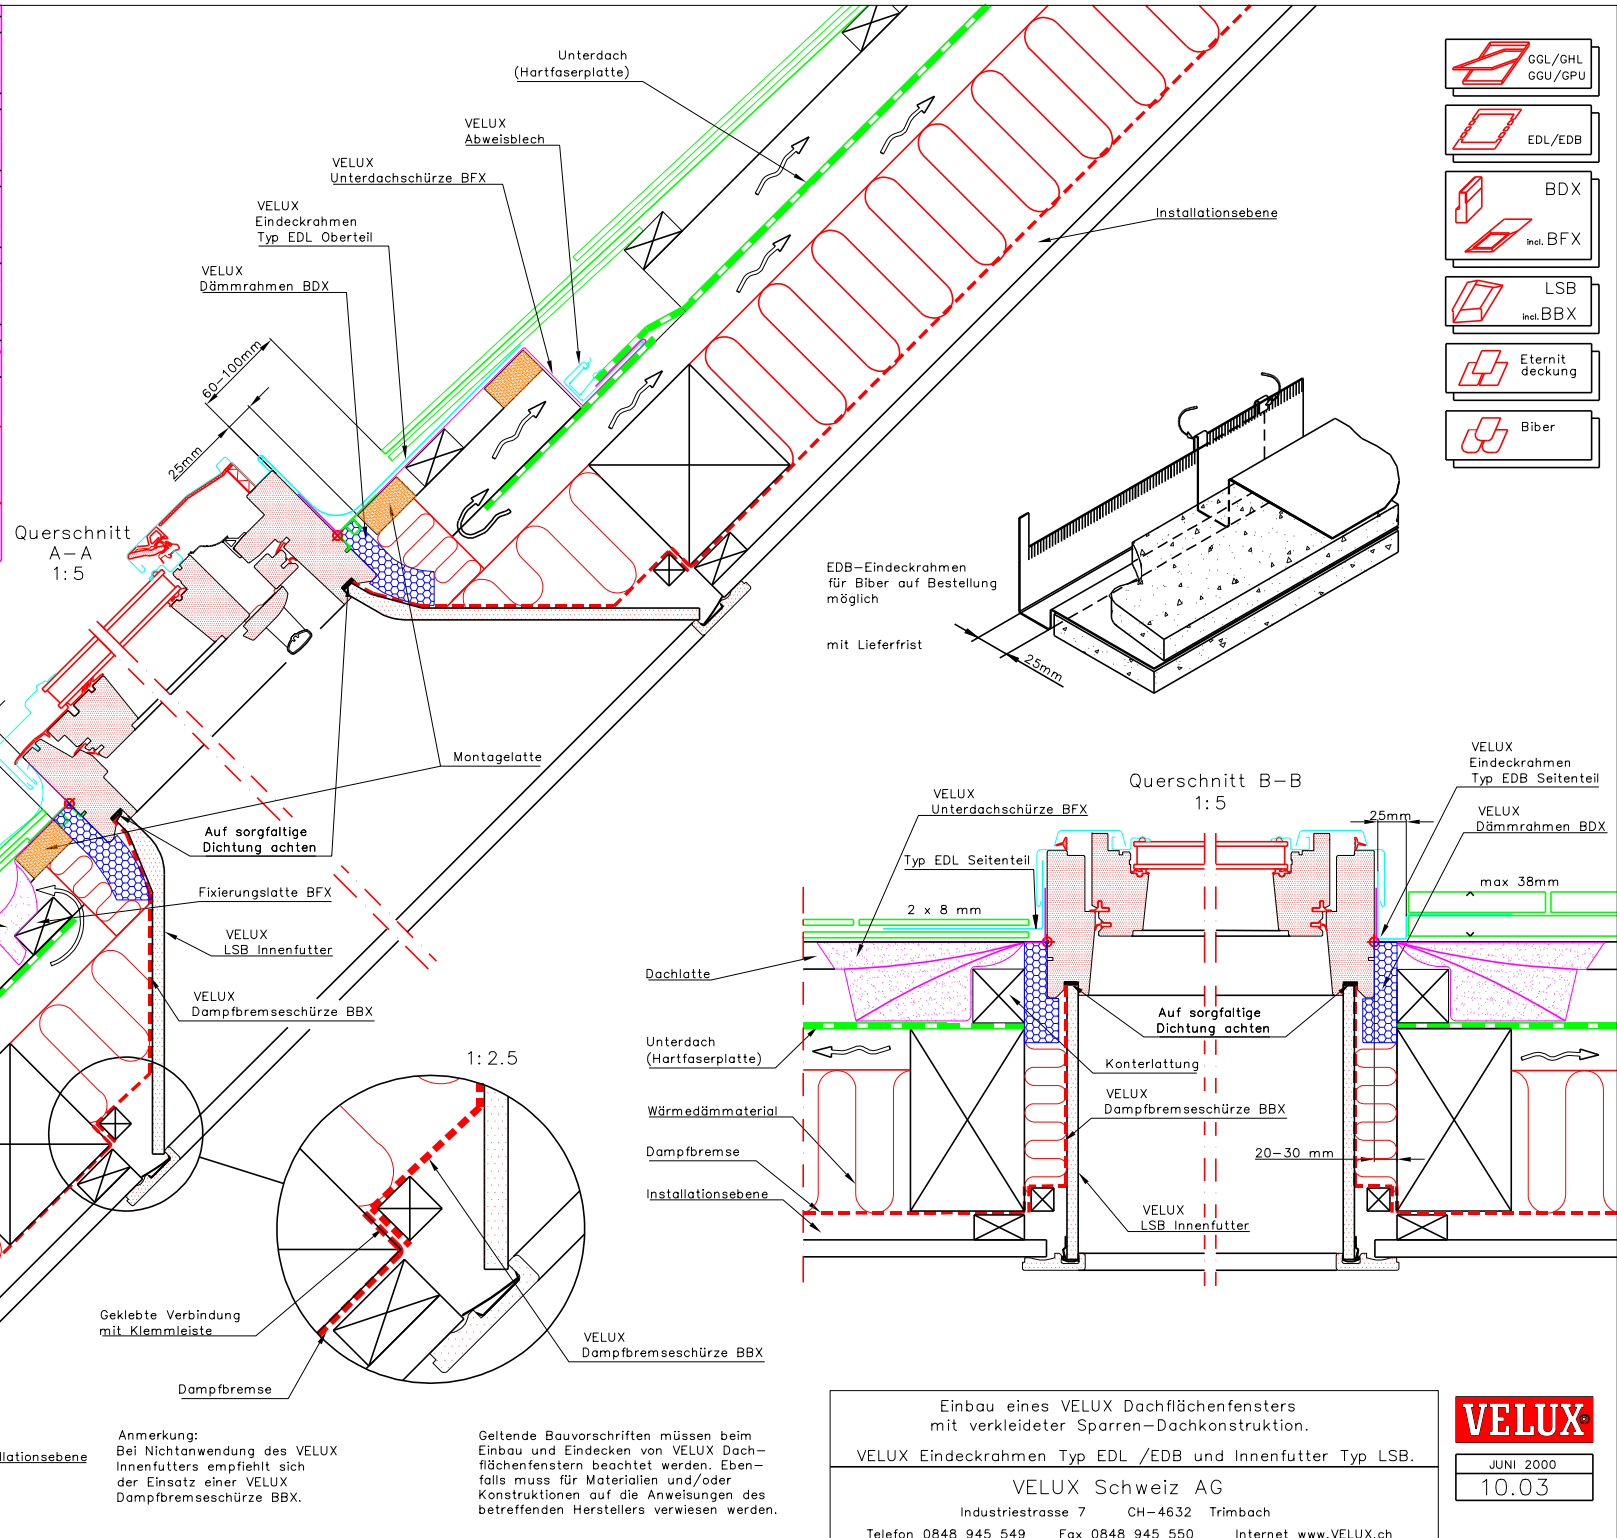 Unterdach
(Hartfaserplatte)
VELUX
Abweisblech
VELUX
Unterdachschürze BFX
VELUX
Eindeckrahmen
Typ EDL Oberteil
VELUX
Dämmrahmen BDX
60-100mm
25mm
Querschnitt
A-A
1:5
Installationsebene
GGL/GHL
GGU/GPU
EDL/EDB
BDX
incl. BFX
LSB
incl. BBX
Eternit
deckung
Biber
EDB-Eindeckrahmen
für Biber auf Bestellung
möglich
mit Lieferfrist
25mm
Montagelatte
Auf sorgfaltige
Dichtung achten
Fixierungslatte BFX
VELUX
LSB Innenfutter
VELUX
Dampfbremseschürze BBX
1:2.5
Geklebte Verbindung
mit Klemmleiste
VELUX
Dampfbremseschürze BBX
Dampfbremse
Querschnitt B-B
1:5
VELUX
Eindeckrahmen
Typ EDB Seitenteil
VELUX
Unterdachschürze BFX
25mm
VELUX
Dämmrahmen BDX
Typ EDL Seitenteil
max 38mm
2 x 8 mm
Dachlatte
Auf sorgfaltige
Dichtung achten
Unterdach
(Hartfaserplatte)
Konterlattung
VELUX
Dampfbremseschürze BBX
Wärmedämmaterial
Dampfbremse
20-30 mm
Installationsebene
VELUX
LSB Innenfutter
llationsebene
Anmerkung:
Bei Nichtanwendung des VELUX
Innenfutters empfiehlt sich
der Einsatz einer VELUX
Dampfbremseschürze BBX.
Geltende Bauvorschriften müssen beim
Einbau und Eindecken von VELUX Dach-
flächenfenstern beachtet werden. Eben-
falls muss für Materialien und/oder
Konstruktionen auf die Anweisungen des
betreffenden Herstellers verwiesen werden.
Einbau eines VELUX Dachflächenfensters
mit verkleideter Sparren-Dachkonstruktion.
VELUX Eindeckrahmen Typ EDL /EDB und Innenfutter Typ LSB.
VELUX Schweiz AG
Industriestrasse 7 CH-4632 Trimbach
Telefon 0848 945 549 Fax 0848 945 550 Internet www.VELUX.ch
VELUX®
JUNI 2000
10.03